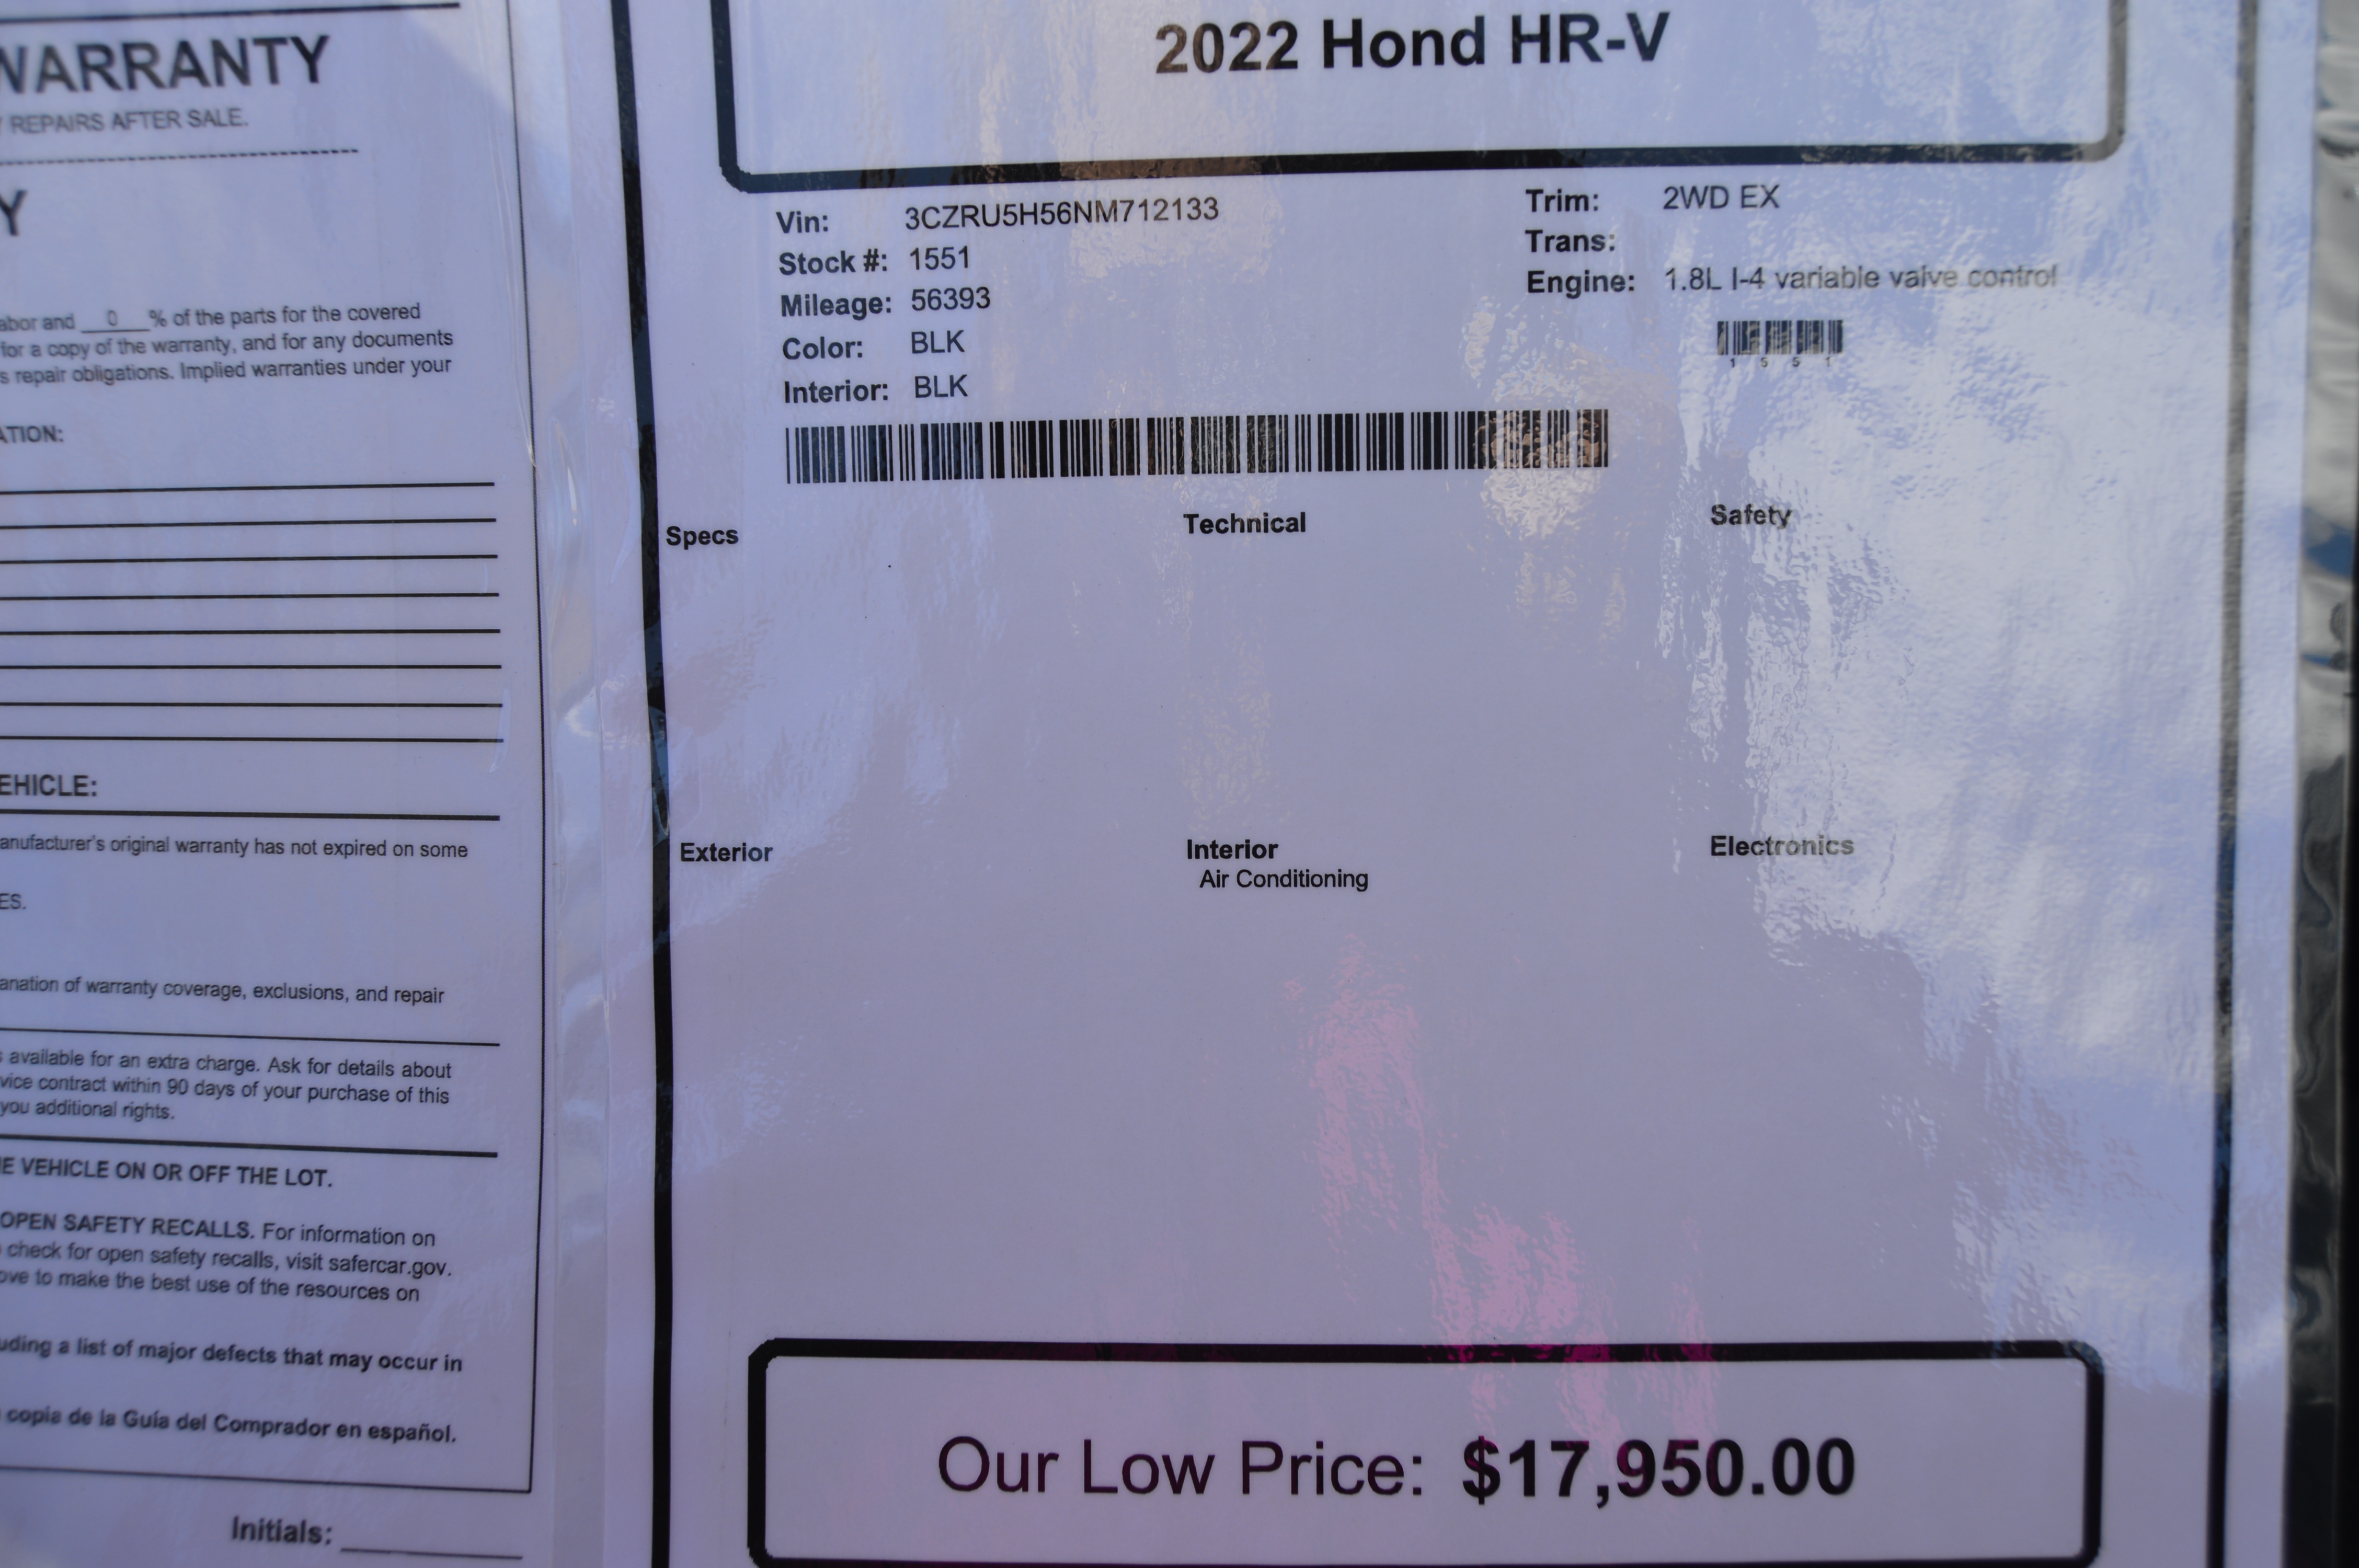 WARRANTY
REPAIRS AFTER SALE.
Y
abor and 0 % of the parts for the covered
for a copy of the warranty, and for any documents
s repair obligations. Implied warranties under your
ATION:
EHICLE:
anufacturer's original warranty has not expired on some
ES.
anation of warranty coverage, exclusions, and repair
s available for an extra charge. Ask for details about
vice contract within 90 days of your purchase of this
you additional rights.
E VEHICLE ON OR OFF THE LOT.
OPEN SAFETY RECALLS. For information on
check for open safety recalls, visit safercar.gov.
ove to make the best use of the resources on
uding a list of major defects that may occur in
copia de la Guía del Comprador en español.
Initials:
2022 Hond HR-V
Vin: 3CZRU5H56NM712133
Stock #: 1551
Mileage: 56393
Color: BLK
Interior: BLK
Trim: 2WD EX
Trans:
Engine: 1.8L I-4 variable valve control
1 5 5 1
Specs
Technical
Safety
Exterior
Interior
Air Conditioning
Electronics
Our Low Price: $17,950.00